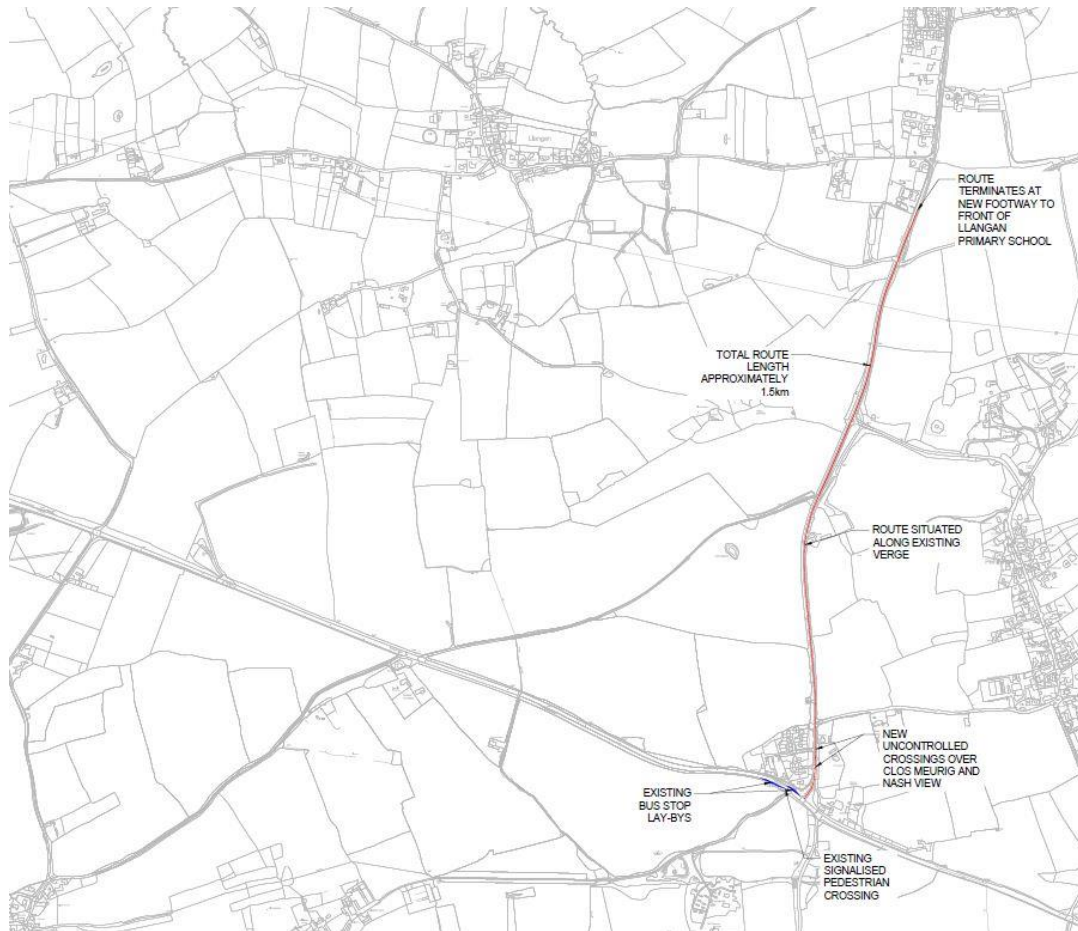 Llangan
ROUTE
TERMINATES AT
NEW FOOTWAY TO
FRONT OF
LLANGAN
PRIMARY SCHOOL
TOTAL ROUTE
LENGTH
APPROXIMATELY
1.5km
ROUTE SITUATED
ALONG EXISTING
VERGE
NEW
UNCONTROLLED
CROSSINGS OVER
CLOS MEURIG AND
NASH VIEW
EXISTING
BUS STOP
LAY-BYS
EXISTING
SIGNALISED
PEDESTRIAN
CROSSING